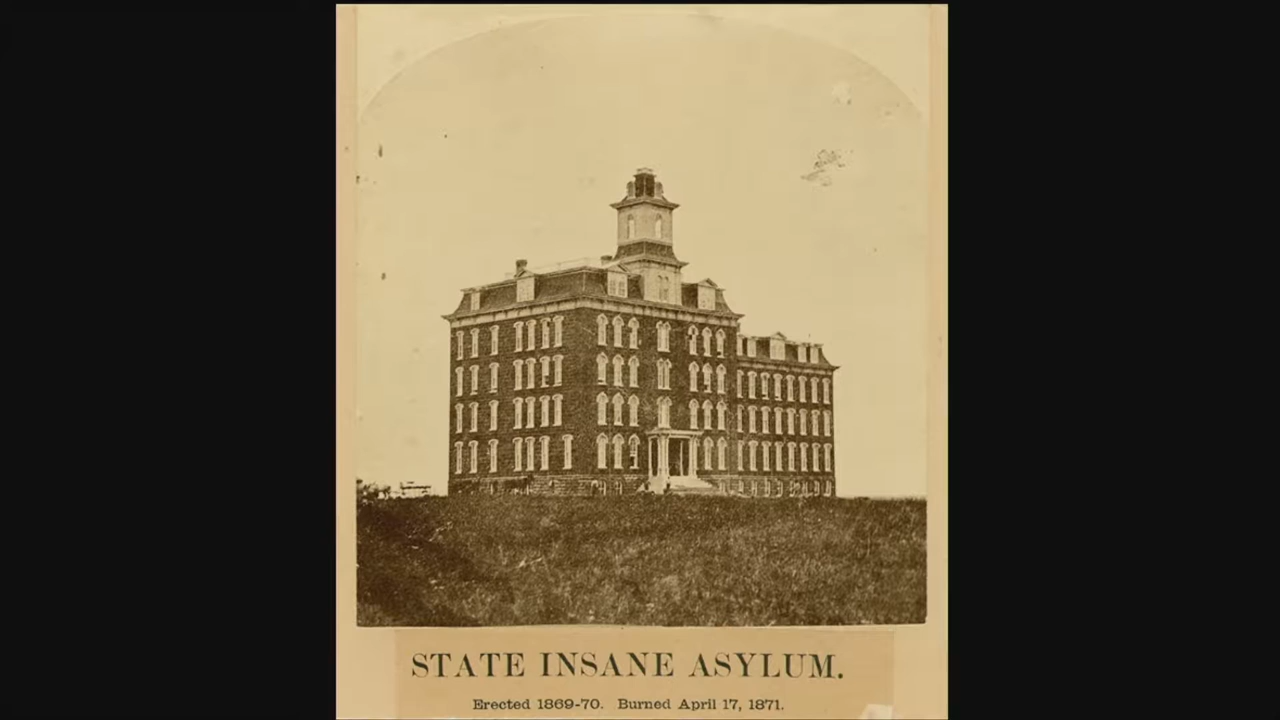 STATE INSANE ASYLUM.
Erected 1869-70. Burned April 17, 1871.